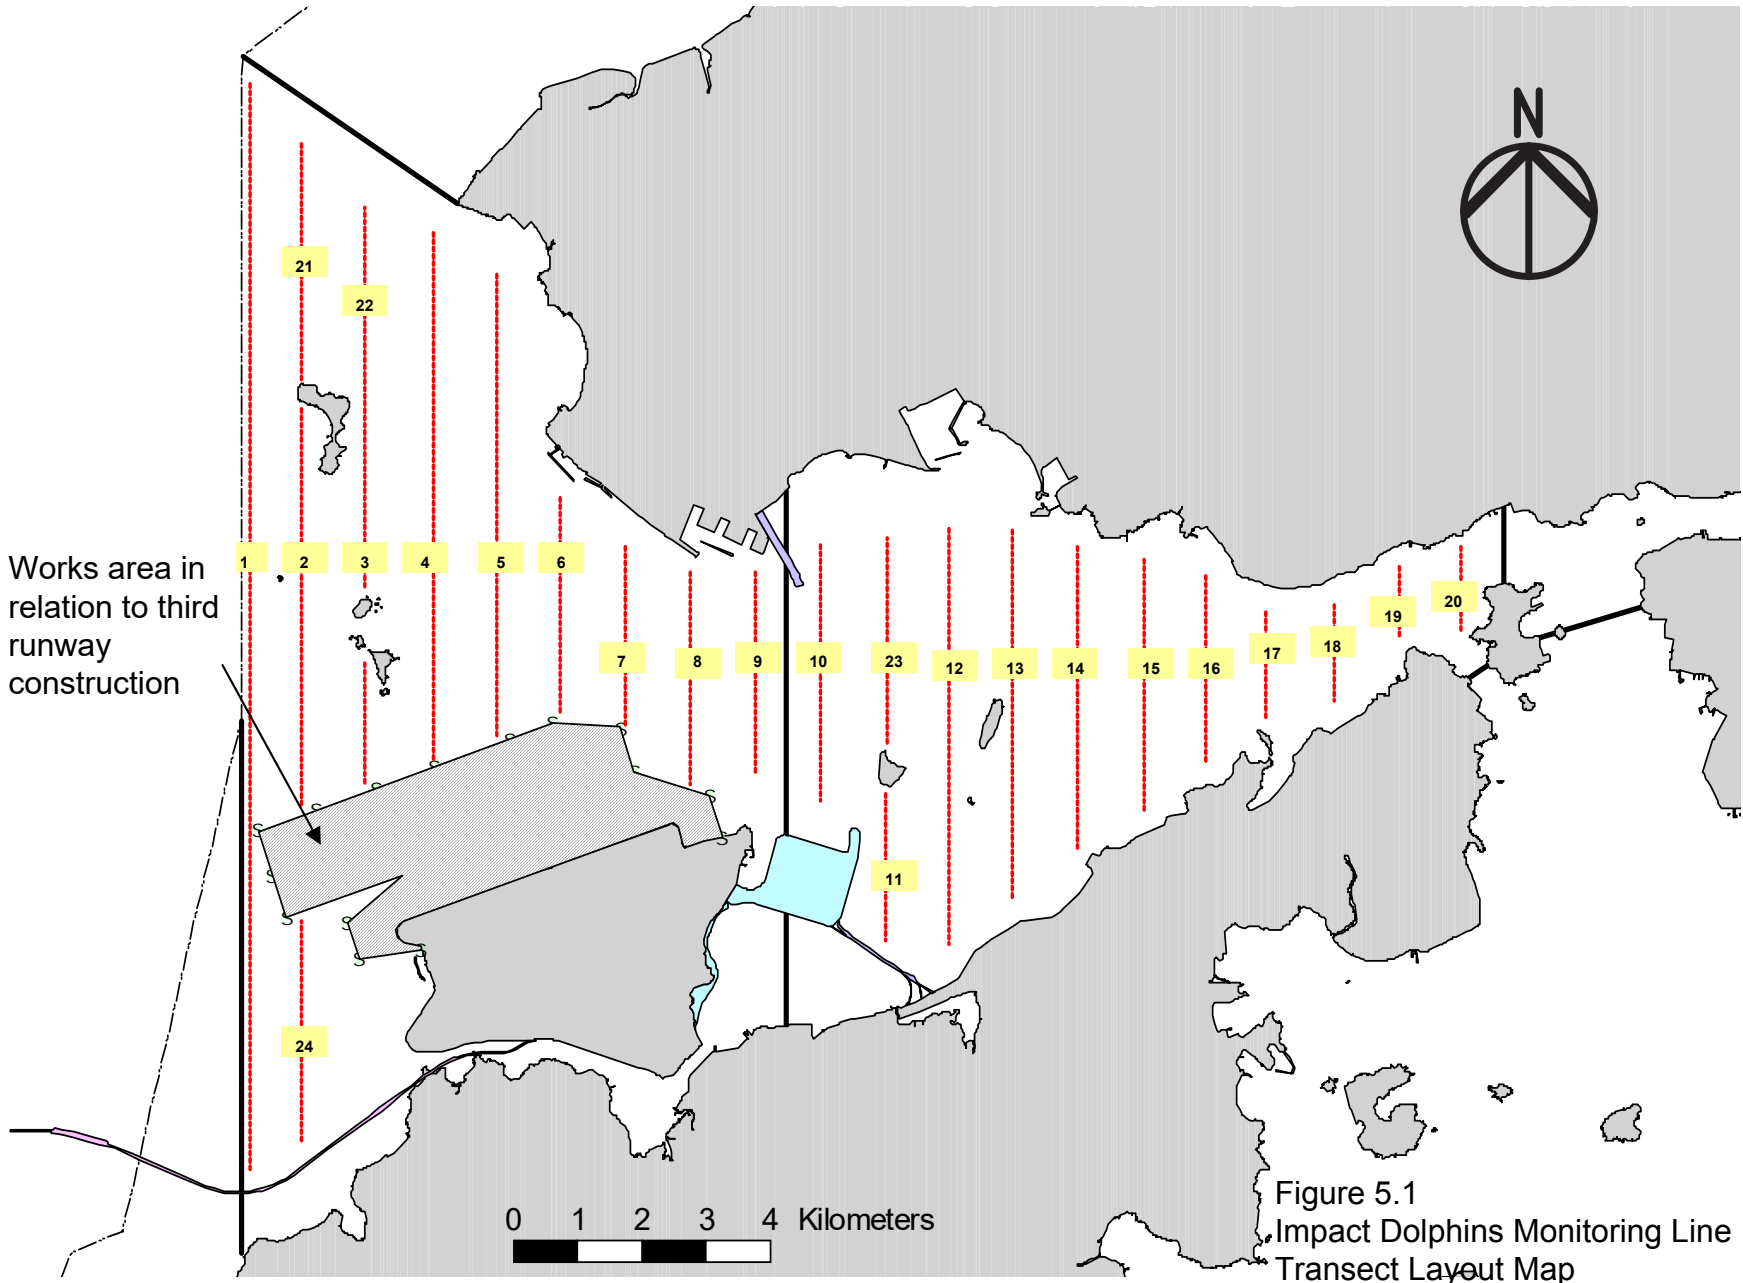 N
21
22
1 2 3 4 5 6
Works area in
relation to third
runway
construction
7 8 9 10 23 12 13 14 15 16 17 18 19 20
11
24
S S S S S S S S S S S S S S S
0 1 2 3 4 Kilometers
Figure 5.1
Impact Dolphins Monitoring Line
Transect Layout Map